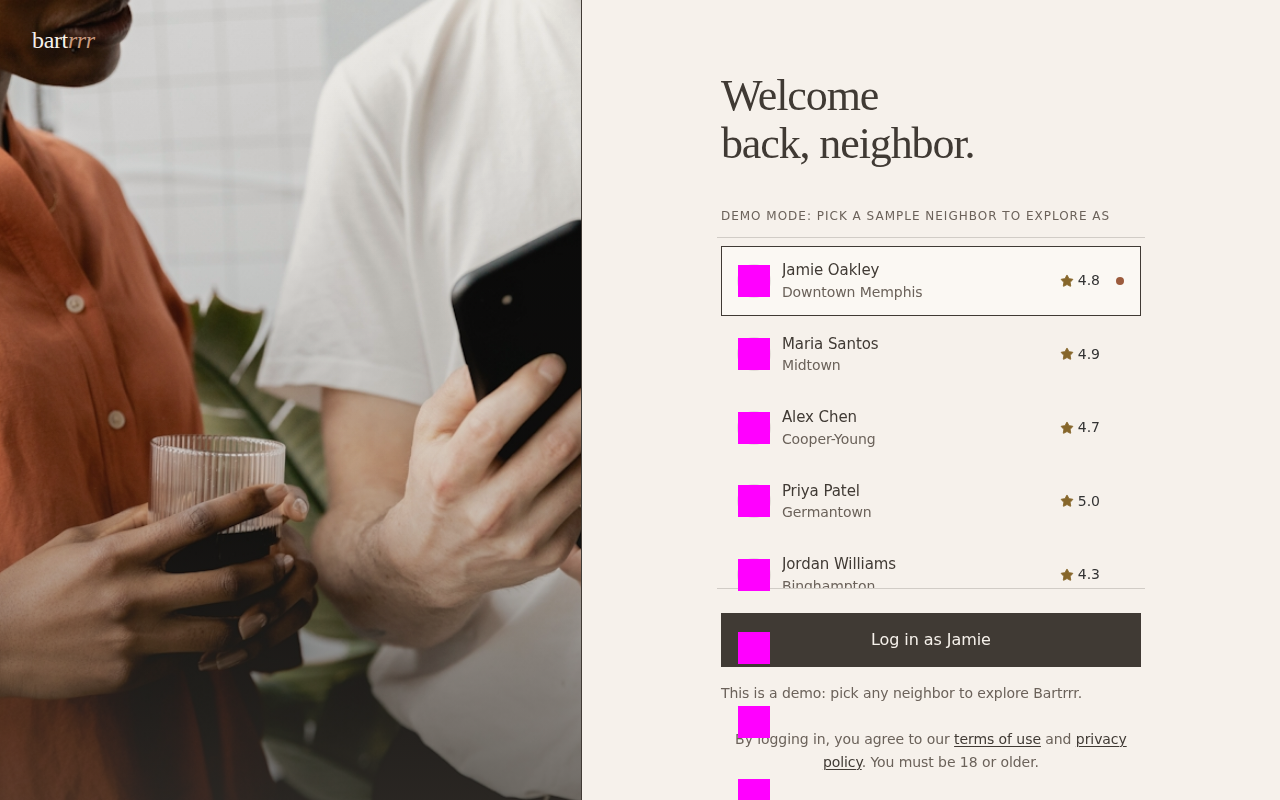 bartrrr
Welcome
back, neighbor.
DEMO MODE: PICK A SAMPLE NEIGHBOR TO EXPLORE AS
Jamie Oakley
Downtown Memphis
4.8
Maria Santos
Midtown
4.9
Alex Chen
Cooper-Young
4.7
Priya Patel
Germantown
5.0
Jordan Williams
Binghampton
4.3
Log in as Jamie
This is a demo: pick any neighbor to explore Bartrrr.
By logging in, you agree to our terms of use and privacy
policy. You must be 18 or older.